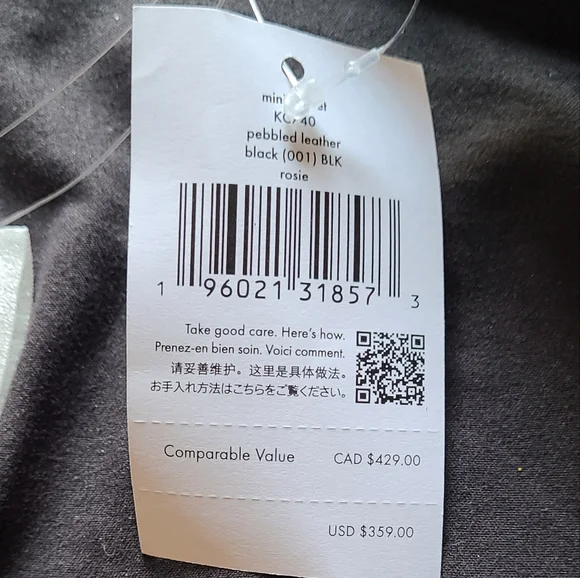 mini
pebbled leather
black (001) BLK
rosie
1 96021 31857 3
Take good care. Here's how.
Prenez-en bien soin. Voici comment.
请妥善维护。这里是具体做法。
お手入れ方法はこちらをご覧ください。
Comparable Value CAD $429.00
USD $359.00